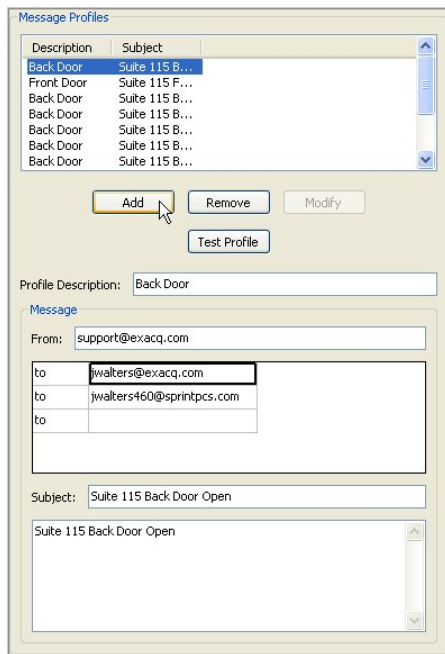 Message Profiles
Description Subject
Back Door Suite 115 B...
Front Door Suite 115 F...
Back Door Suite 115 B...
Back Door Suite 115 B...
Back Door Suite 115 B...
Back Door Suite 115 B...
Back Door Suite 115 B...
Add Remove Modify
Test Profile
Profile Description: Back Door
Message
From: support@exacq.com
to jwalters@exacq.com
to jwalters460@sprintpcs.com
to
Subject: Suite 115 Back Door Open
Suite 115 Back Door Open